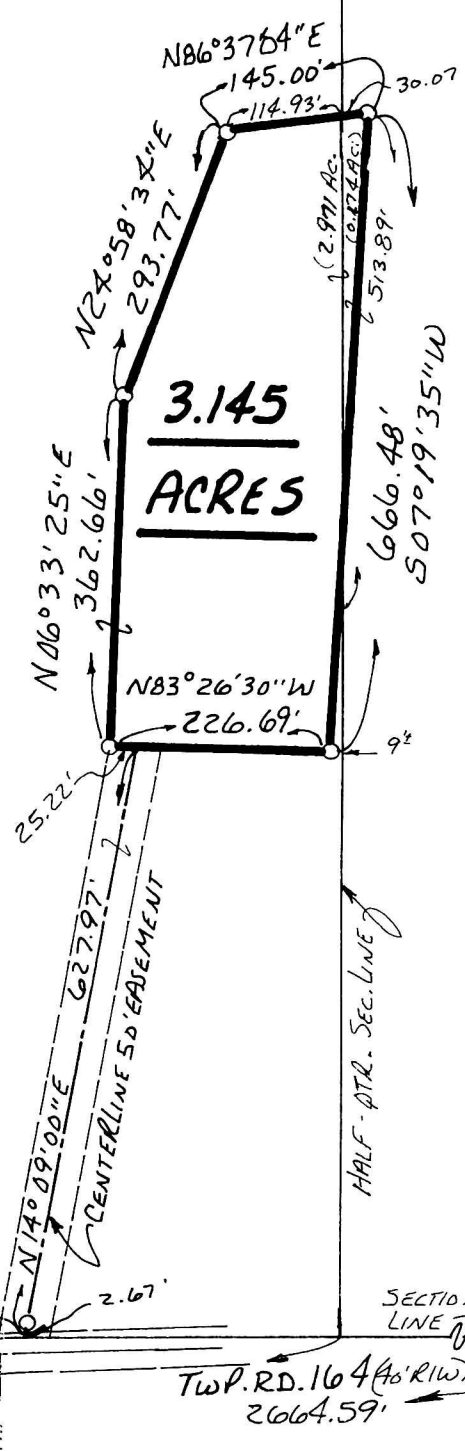 N86°37'54"E
145.00'
114.93'
30.07
N24°58'34"E
293.77'
(2.971 Ac.
(0.174 Ac.)
513.89'
3.145
ACRES
666.48'
S07°19'35"W
N06°33'25"E
362.66'
N83°26'30"W
226.69'
9'±
25.22'
627.97'
N14°09'00"E
CENTERLINE 50' EASEMENT
HALF-QTR. SEC. LINE
2.67'
SECTIO
LINE
TWP. RD. 164 (40' R/W)
2664.59'